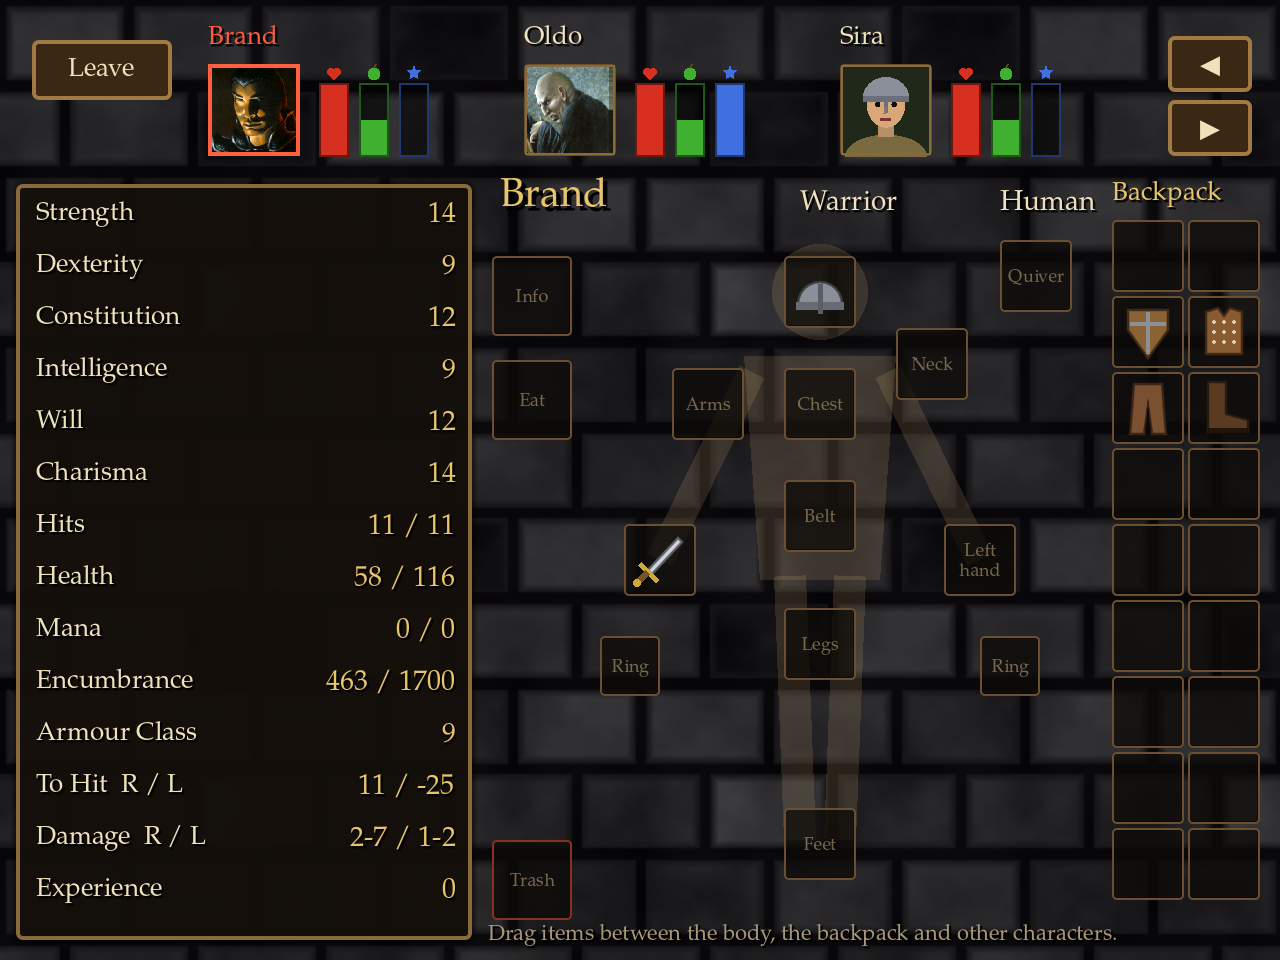 Leave
Brand
Oldo
Sira
Brand
Warrior
Human
Backpack
Strength 14
Dexterity 9
Constitution 12
Intelligence 9
Will 12
Charisma 14
Hits 11 / 11
Health 58 / 116
Mana 0 / 0
Encumbrance 463 / 1700
Armour Class 9
To Hit R / L 11 / -25
Damage R / L 2-7 / 1-2
Experience 0
Info
Eat
Trash
Quiver
Neck
Arms
Chest
Belt
Left
hand
Legs
Ring
Ring
Feet
Drag items between the body, the backpack and other characters.